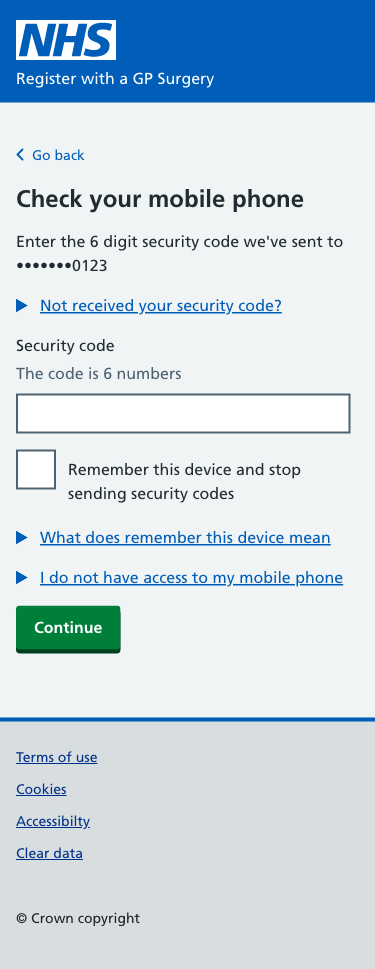 NHS
Register with a GP Surgery
Go back
Check your mobile phone
Enter the 6 digit security code we've sent to
•••••••0123
Not received your security code?
Security code
The code is 6 numbers
Remember this device and stop
sending security codes
What does remember this device mean
I do not have access to my mobile phone
Continue
Terms of use
Cookies
Accessibilty
Clear data
© Crown copyright